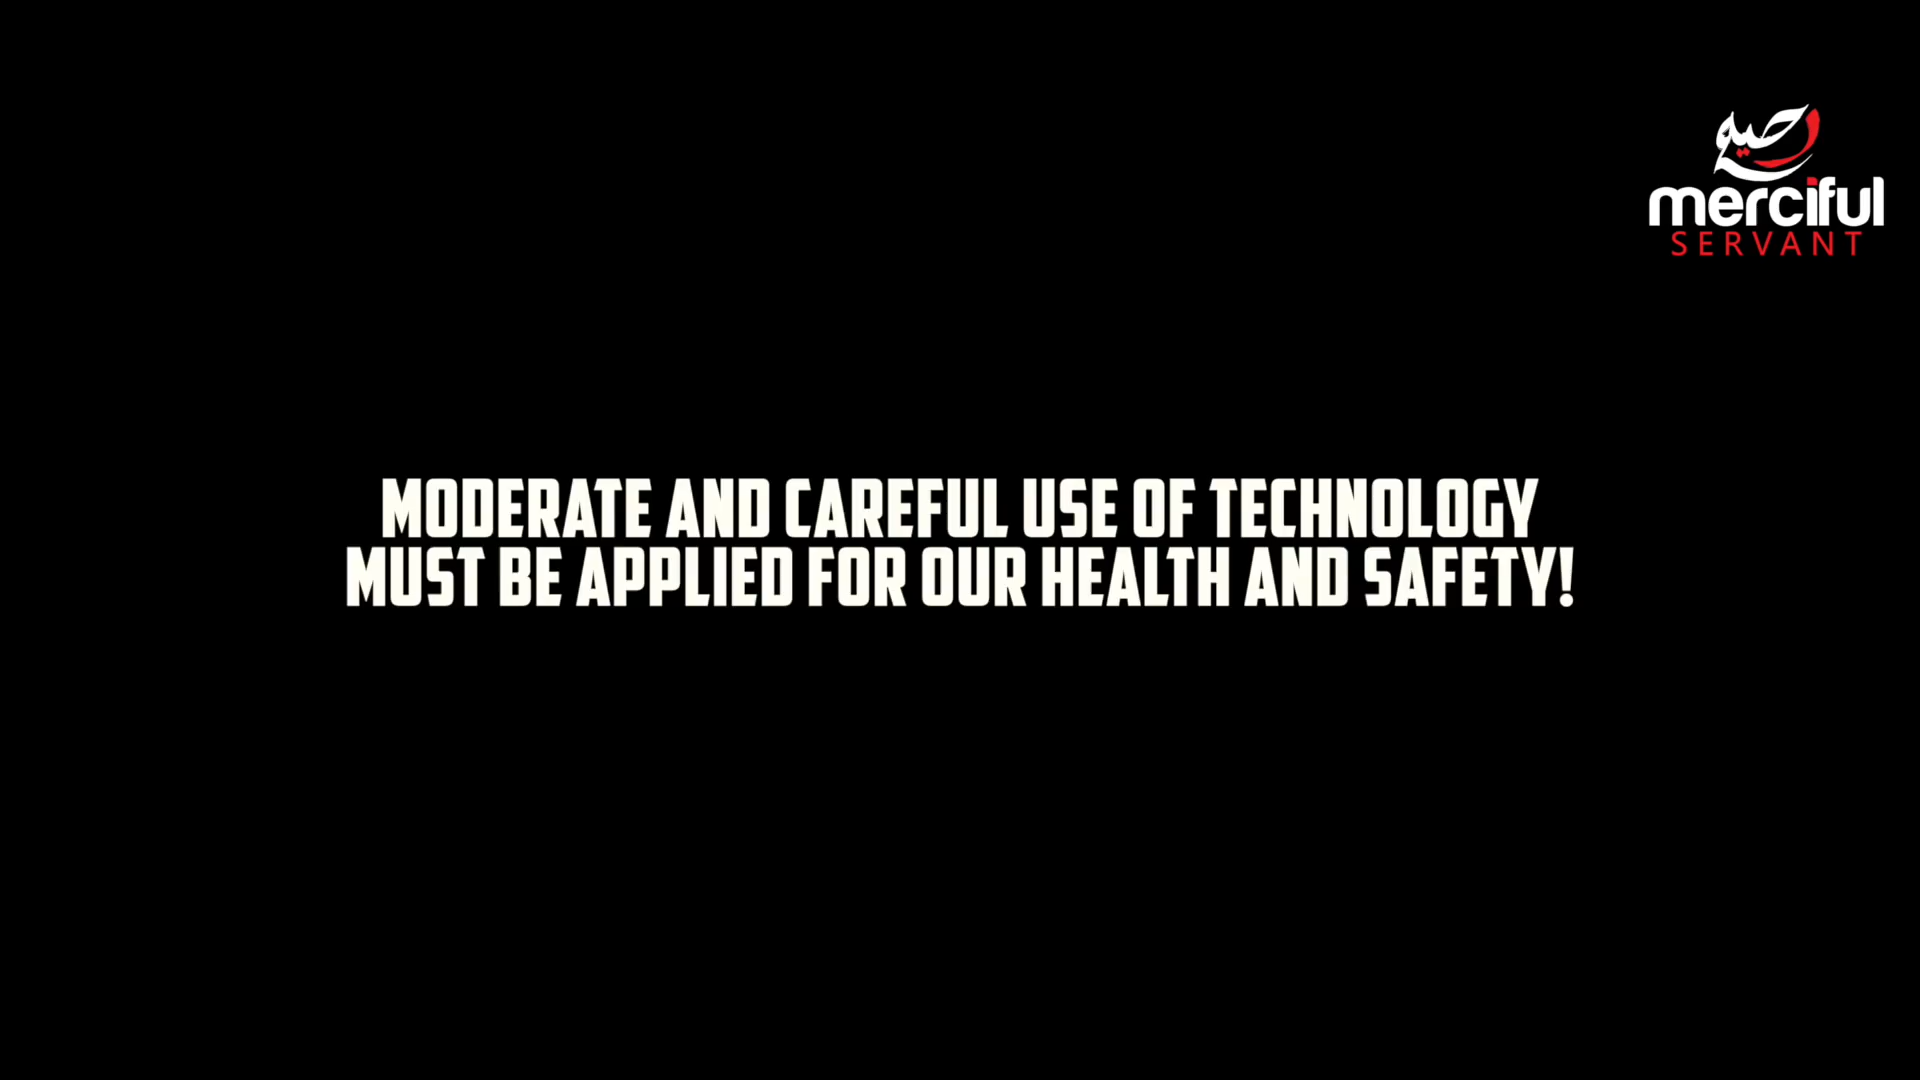 رحيم
merciful
SERVANT
MODERATE AND CAREFUL USE OF TECHNOLOGY
MUST BE APPLIED FOR OUR HEALTH AND SAFETY!